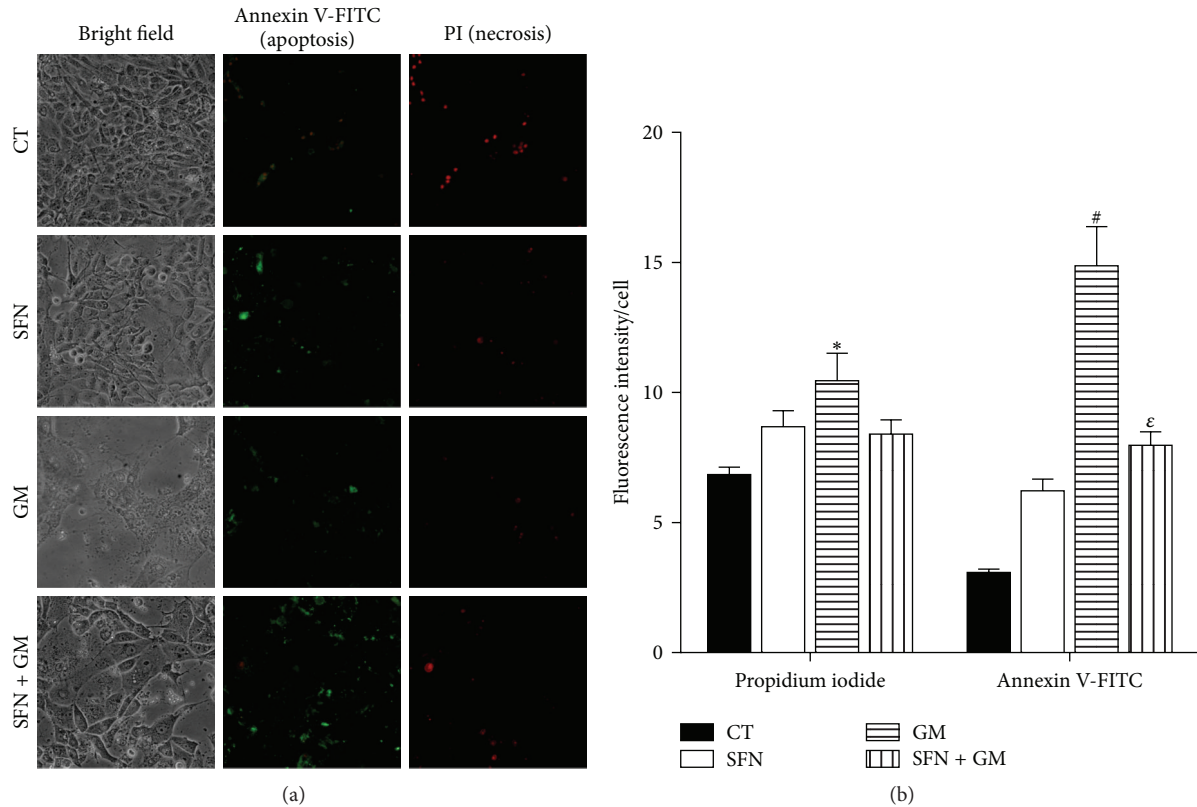 Bright field
Annexin V-FITC
(apoptosis)
PI (necrosis)
CT
SFN
GM
SFN + GM
(a)
Fluorescence intensity/cell
20
15
10
5
0
*
#
ε
Propidium iodide
Annexin V-FITC
CT
SFN
GM
SFN + GM
(b)